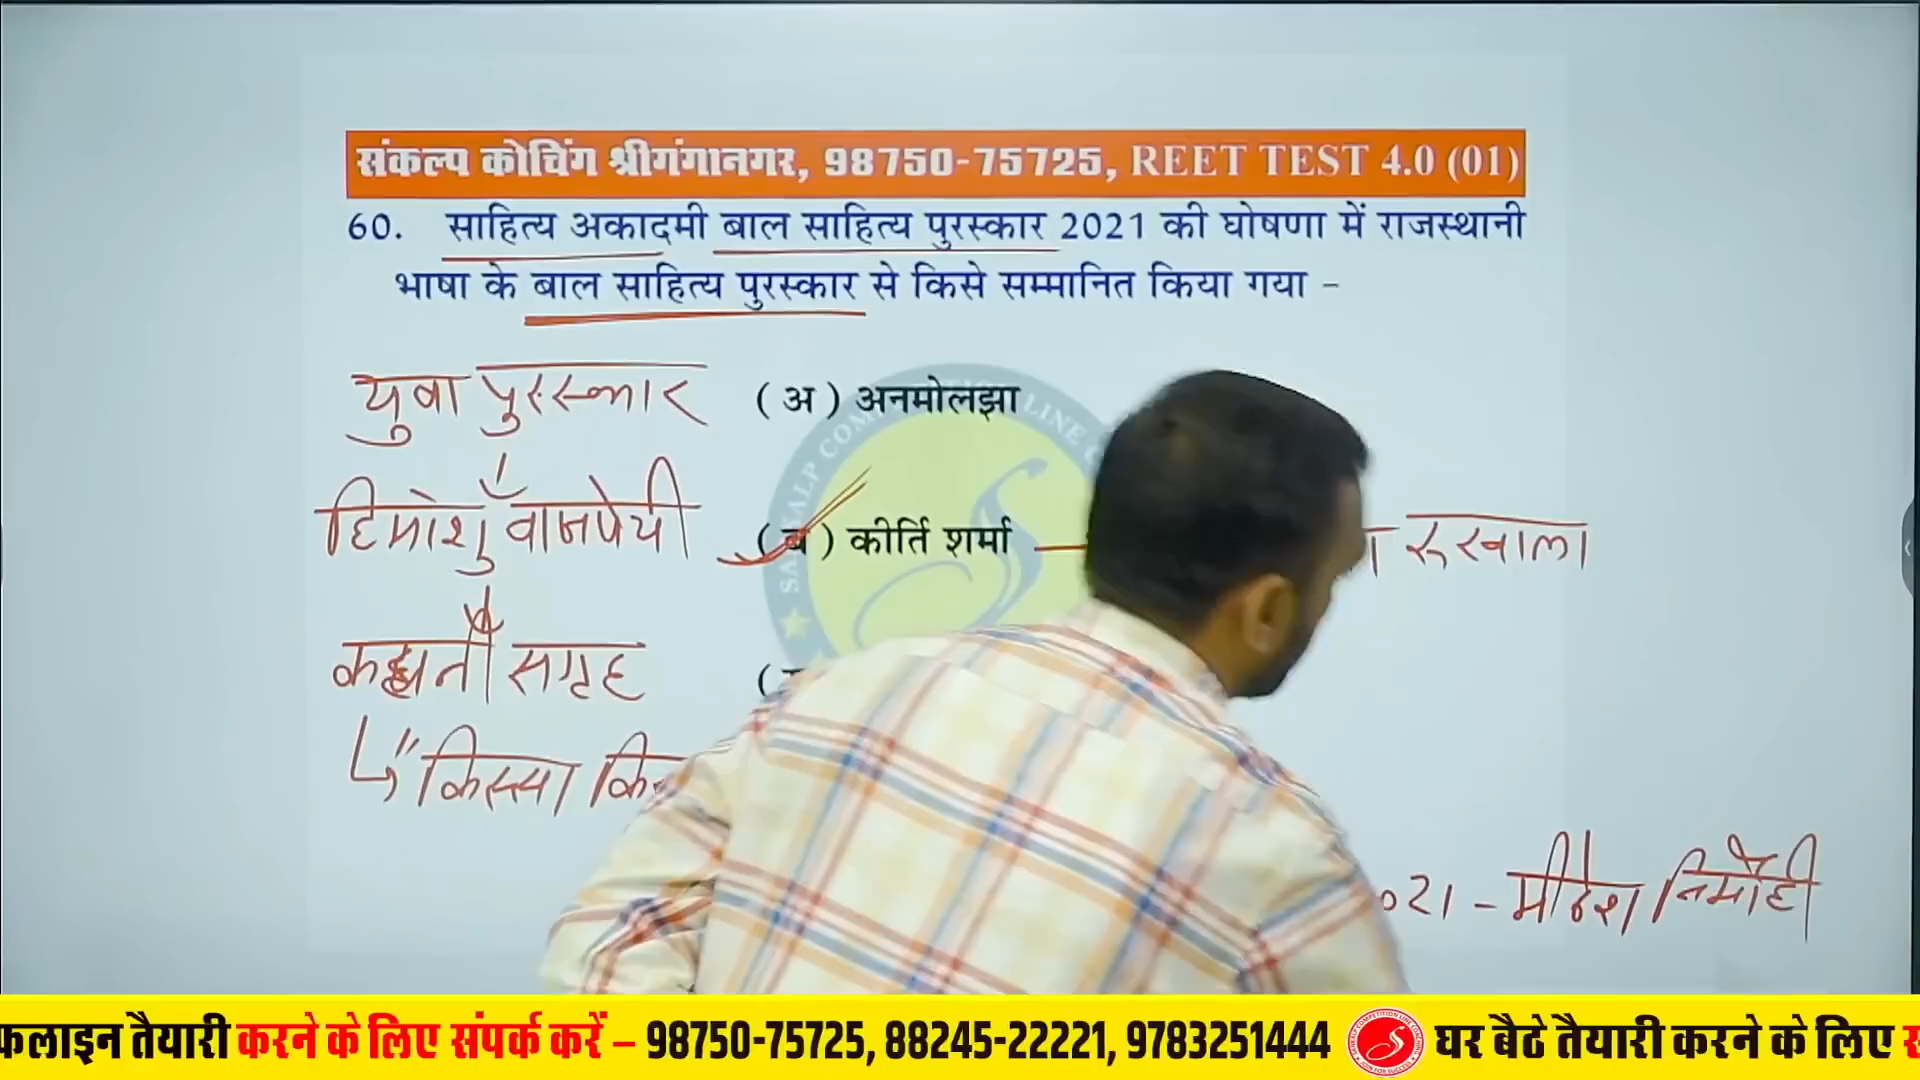 संकल्प कोचिंग श्रीगंगानगर, 98750-75725, REET TEST 4.0 (01)
60. साहित्य अकादमी बाल साहित्य पुरस्कार 2021 की घोषणा में राजस्थानी
भाषा के बाल साहित्य पुरस्कार से किसे सम्मानित किया गया –
युवा पुरस्कार
(अ) अनमोलझा
हिमांशु वाजपेयी
(ब) कीर्ति शर्मा
रुखाला
कहानी संग्रह
"किस्सा
021 - मीठेश निर्मोही
फलाइन तैयारी करने के लिए संपर्क करें – 98750-75725, 88245-22221, 9783251444 घर बैठे तैयारी करने के लिए